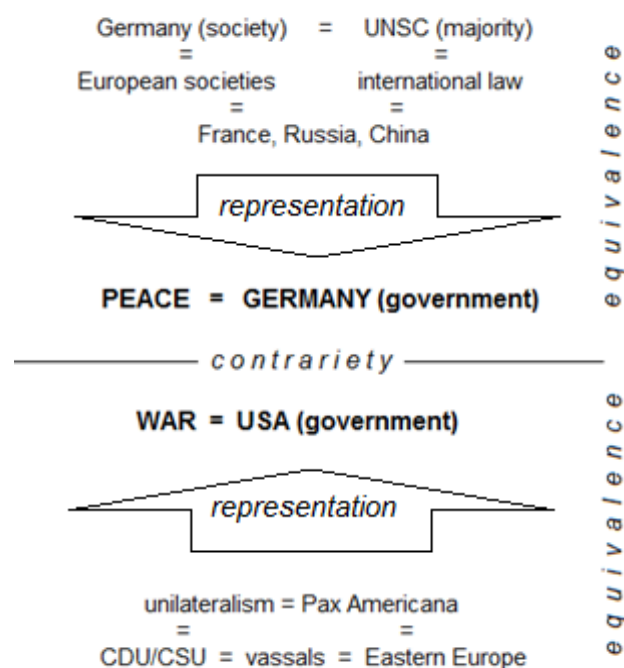 Germany (society) = UNSC (majority)
= =
European societies international law
= =
France, Russia, China
representation
PEACE = GERMANY (government)
equivalence
contrariety
WAR = USA (government)
representation
unilateralism = Pax Americana
= =
CDU/CSU = vassals = Eastern Europe
equivalence